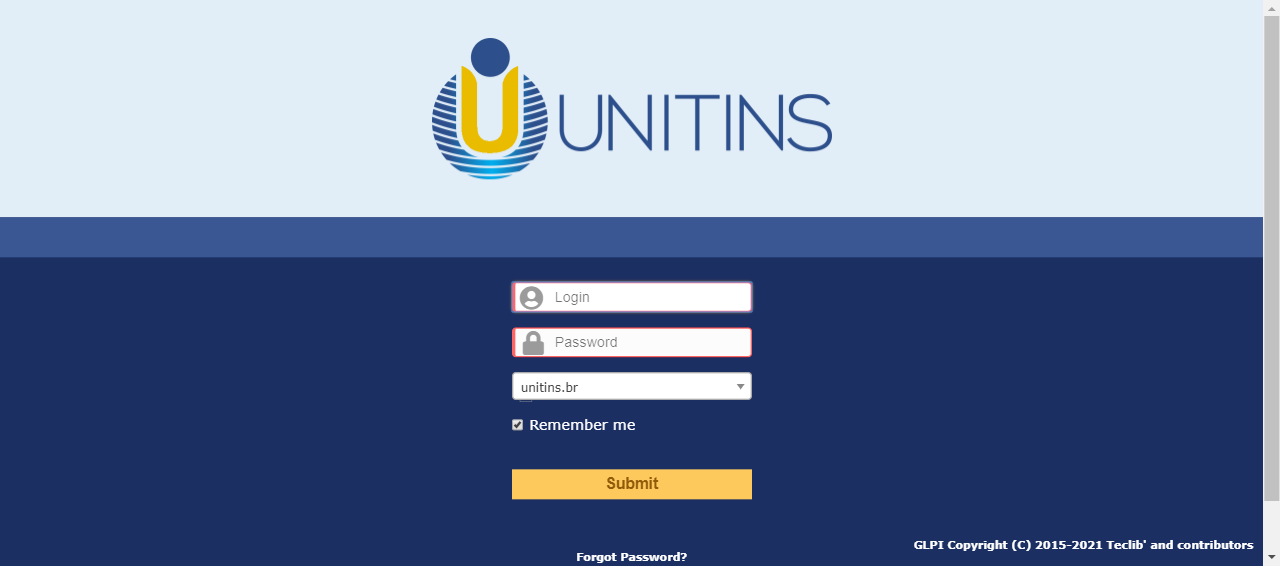 UNITINS
Login
Password
unitins.br
Remember me
Submit
GLPI Copyright (C) 2015-2021 Teclib' and contributors
Forgot Password?